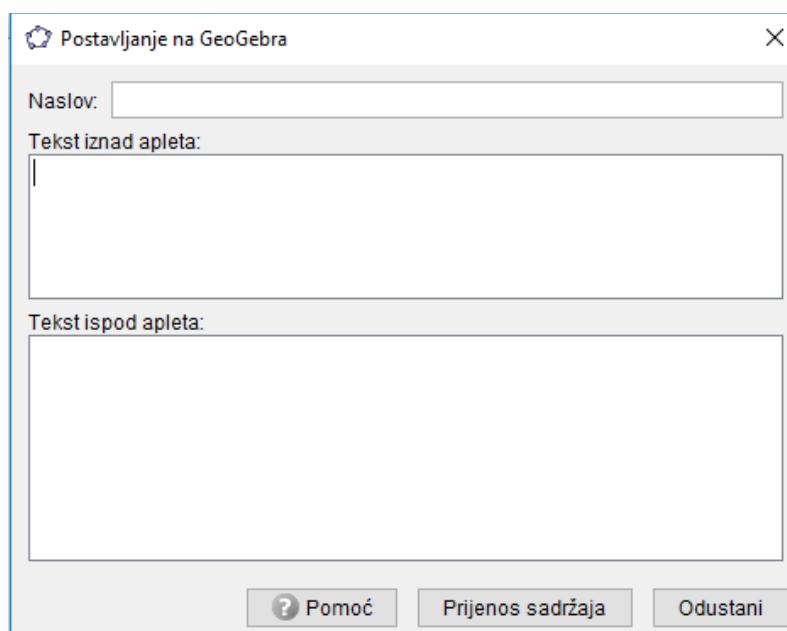 Postavljanje na GeoGebra
Naslov:
Tekst iznad apleta:
Tekst ispod apleta:
Pomoć Prijenos sadržaja Odustani